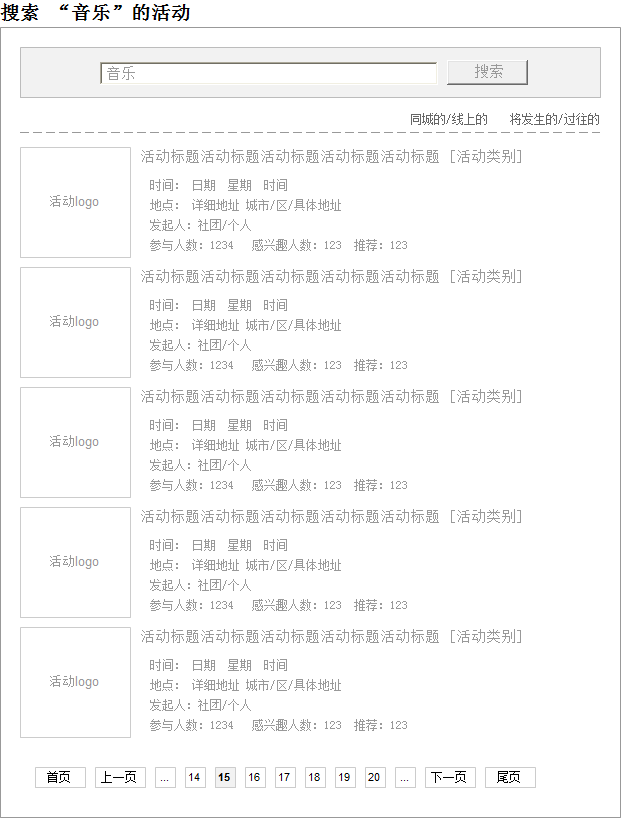 搜索 “音乐”的活动
音乐 搜索
同城的/线上的 将发生的/过往的
活动标题活动标题活动标题活动标题活动标题 [活动类别]
活动logo
时间： 日期 星期 时间
地点： 详细地址 城市/区/具体地址
发起人：社团/个人
参与人数：1234 感兴趣人数：123 推荐：123
活动标题活动标题活动标题活动标题活动标题 [活动类别]
活动logo
时间： 日期 星期 时间
地点： 详细地址 城市/区/具体地址
发起人：社团/个人
参与人数：1234 感兴趣人数：123 推荐：123
活动标题活动标题活动标题活动标题活动标题 [活动类别]
活动logo
时间： 日期 星期 时间
地点： 详细地址 城市/区/具体地址
发起人：社团/个人
参与人数：1234 感兴趣人数：123 推荐：123
活动标题活动标题活动标题活动标题活动标题 [活动类别]
活动logo
时间： 日期 星期 时间
地点： 详细地址 城市/区/具体地址
发起人：社团/个人
参与人数：1234 感兴趣人数：123 推荐：123
活动标题活动标题活动标题活动标题活动标题 [活动类别]
活动logo
时间： 日期 星期 时间
地点： 详细地址 城市/区/具体地址
发起人：社团/个人
参与人数：1234 感兴趣人数：123 推荐：123
首页 上一页 ... 14 15 16 17 18 19 20 ... 下一页 尾页